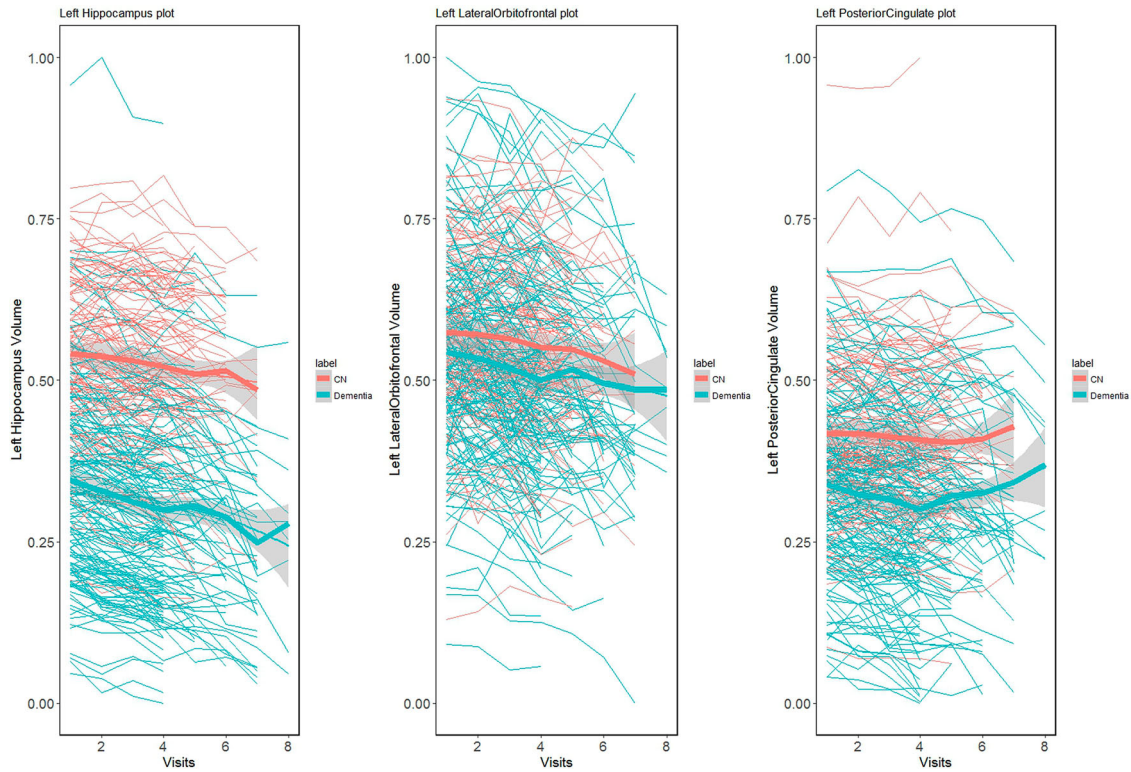 Left Hippocampus plot
1.00
0.75
0.50
0.25
0.00
Left Hippocampus Volume
2 4 6 8
Visits
label
CN
Dementia
Left LateralOrbitofrontal plot
1.00
0.75
0.50
0.25
0.00
Left LateralOrbitofrontal Volume
2 4 6 8
Visits
label
CN
Dementia
Left PosteriorCingulate plot
1.00
0.75
0.50
0.25
0.00
Left PosteriorCingulate Volume
2 4 6 8
Visits
label
CN
Dementia